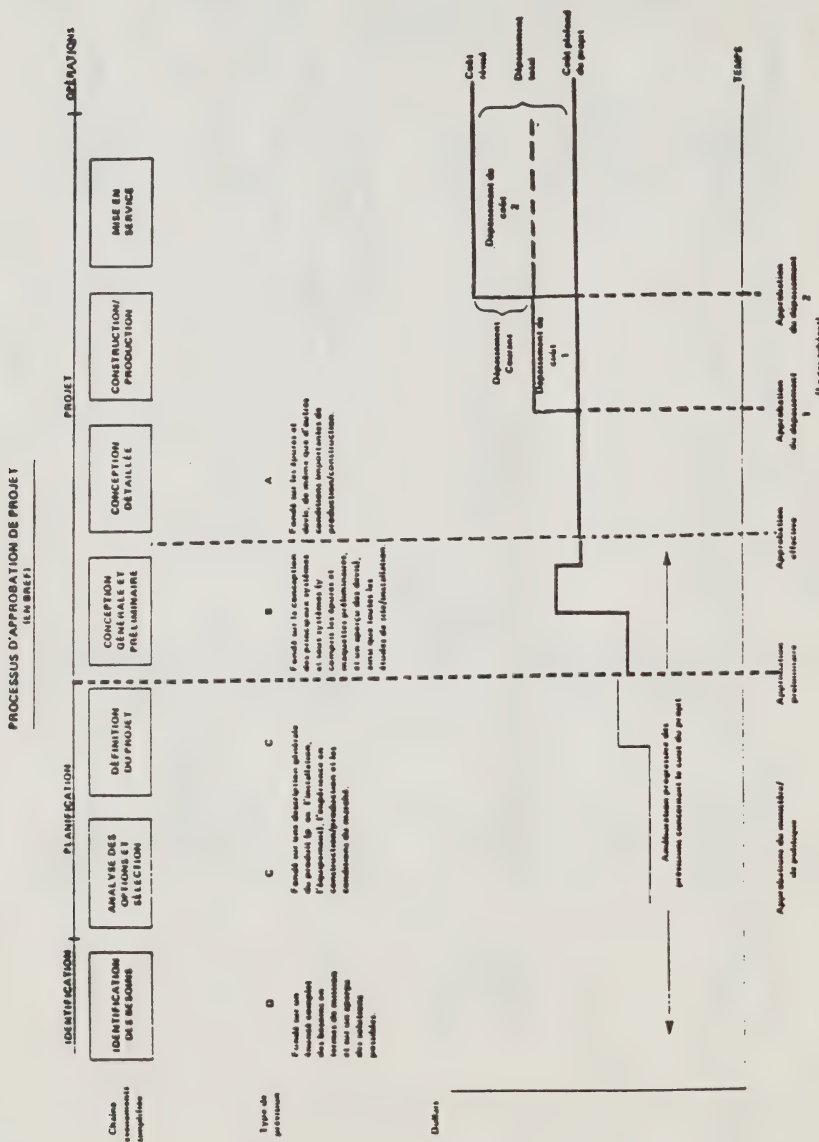 PROCESSUS D'APPROBATION DE PROJET
(EN BREF)
IDENTIFICATION
PLANIFICATION
PROJET
OPÉRATIONS
Chaîne
simplifiée
IDENTIFICATION
DES BESOINS
ANALYSE DES
OPTIONS ET
SÉLECTION
DÉFINITION
DU PROJET
CONCEPTION
GÉNÉRALE ET
PRÉLIMINAIRE
CONCEPTION
DÉTAILLÉE
CONSTRUCTION/
PRODUCTION
MISE EN
SERVICE
Type de
prévision
D
Fondé sur un
énoncé complet
des besoins en
termes de
et sur un aperçu
des solutions
possibles.
C
C
Fondé sur une description générale
du produit (p. ex. l'installation,
l'équipement), l'expérience en
construction/production et les
conditions du marché.
B
Fondé sur la conception
des principaux systèmes
et sous systèmes (y
compris les épures et
maquettes préliminaires,
et un aperçu des devis),
ainsi que toutes les
études de site/installation.
A
Fondé sur les épures et
devis, de même que d'autres
conditions importantes de
production/construction.
Dollars
Amélioration progressive des
prévisions concernant le coût du projet
Dépassement
Courant
Dépassement de
coût
1
Dépassement de
coût
2
Coût
révisé
Dépassement
total
Coût plafond
du projet
TEMPS
Approbations du ministère/
de politique
Approbation
préliminaire
Approbation
effective
Approbation
du dépassement
1
Approbation
du dépassement
2